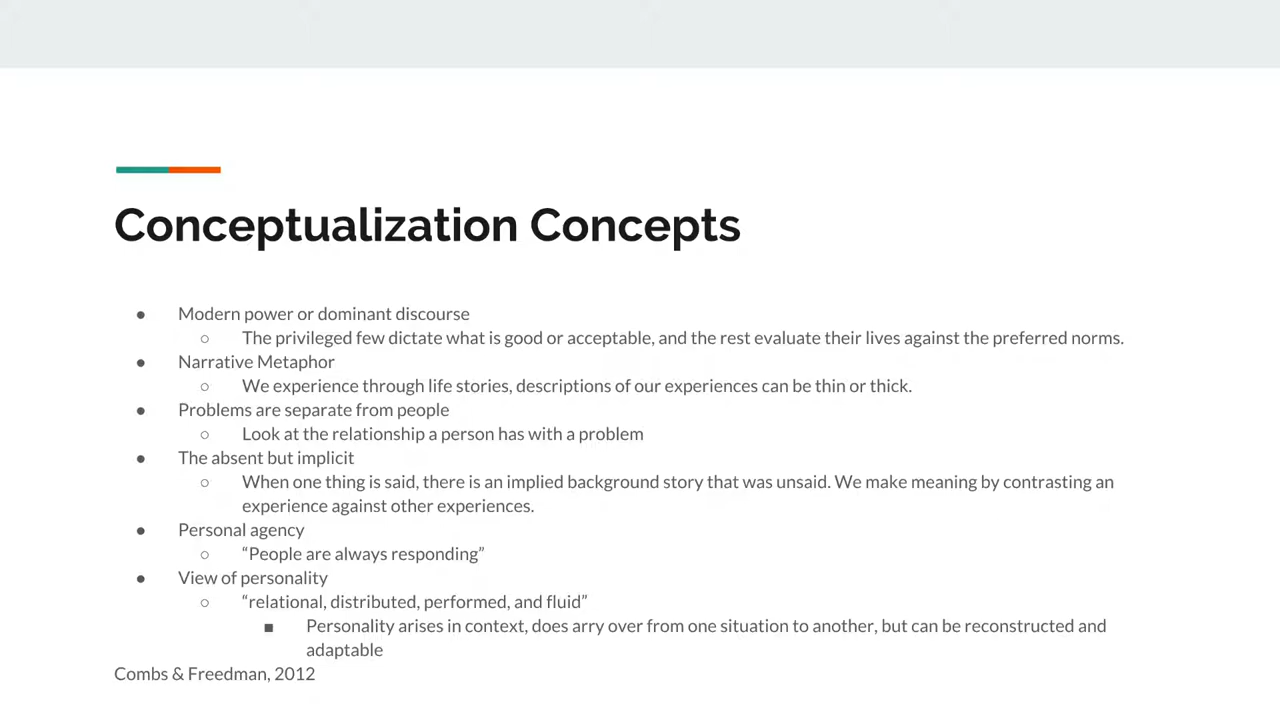 Conceptualization Concepts
● Modern power or dominant discourse
○ The privileged few dictate what is good or acceptable, and the rest evaluate their lives against the preferred norms.
● Narrative Metaphor
○ We experience through life stories, descriptions of our experiences can be thin or thick.
● Problems are separate from people
○ Look at the relationship a person has with a problem
● The absent but implicit
○ When one thing is said, there is an implied background story that was unsaid. We make meaning by contrasting an
experience against other experiences.
● Personal agency
○ “People are always responding”
● View of personality
○ “relational, distributed, performed, and fluid”
■ Personality arises in context, does arry over from one situation to another, but can be reconstructed and
adaptable
Combs & Freedman, 2012